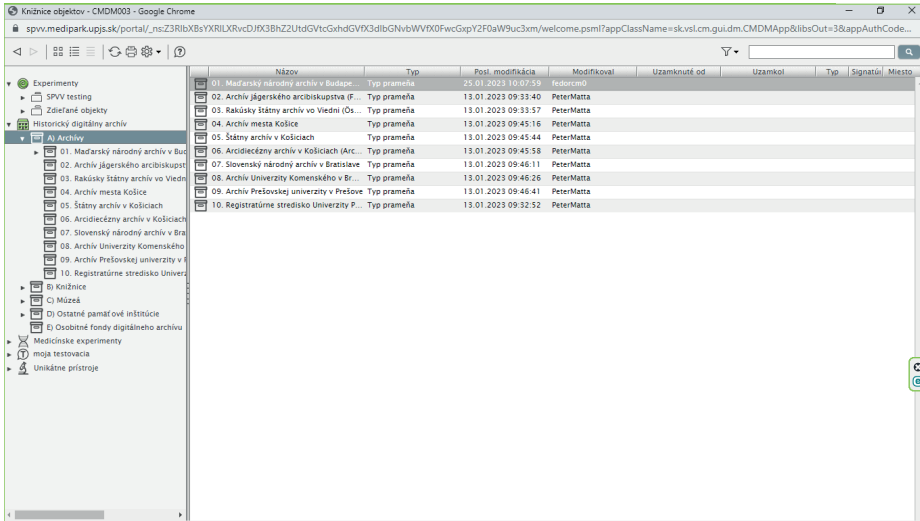 Knižnice objektov - CMDM003 - Google Chrome
spvv.medipark.upjs.sk/portal/_ns:Z3RlbXBsYXRlLXRvcDJfX3BhZ2UtdGVtcGxhdGVfX3dlbGNvbWVfX0FwcGxpY2F0aW9uc3xm/welcome.psml?appClassName=sk.vsl.cm.gui.dm.CMDMApp&libsOut=3&appAuthCode...
Názov Typ Posl. modifikácia Modifikoval Uzamknuté od Uzamkol Typ Signatúr Miesto
Experimenty
SPVV testing
Zdieľané objekty
Historický digitálny archív
A) Archívy
01. Maďarský národný archív v Bud
02. Archív jágerského arcibiskupst
03. Rakúsky štátny archív vo Viedn
04. Archív mesta Košice
05. Štátny archív v Košiciach
06. Arcidiecézny archív v Košiciach
07. Slovenský národný archív v Bra
08. Archív Univerzity Komenského
09. Archív Prešovskej univerzity v P
10. Registratúrne stredisko Univerz
B) Knižnice
C) Múzeá
D) Ostatné pamäťové inštitúcie
E) Osobitné fondy digitálneho archívu
Medicínske experimenty
moja testovacia
Unikátne prístroje
01. Maďarský národný archív v Budape... Typ prameňa 25.01.2023 10:07:59 fedorcm0
02. Archív jágerského arcibiskupstva (F... Typ prameňa 13.01.2023 09:33:40 PeterMatta
03. Rakúsky štátny archív vo Viedni (Ös... Typ prameňa 13.01.2023 09:33:57 PeterMatta
04. Archív mesta Košice Typ prameňa 13.01.2023 09:45:16 PeterMatta
05. Štátny archív v Košiciach Typ prameňa 13.01.2023 09:45:44 PeterMatta
06. Arcidiecézny archív v Košiciach (Arc... Typ prameňa 13.01.2023 09:45:58 PeterMatta
07. Slovenský národný archív v Bratislave Typ prameňa 13.01.2023 09:46:11 PeterMatta
08. Archív Univerzity Komenského v Br... Typ prameňa 13.01.2023 09:46:26 PeterMatta
09. Archív Prešovskej univerzity v Prešove Typ prameňa 13.01.2023 09:46:41 PeterMatta
10. Registratúrne stredisko Univerzity P... Typ prameňa 13.01.2023 09:32:52 PeterMatta